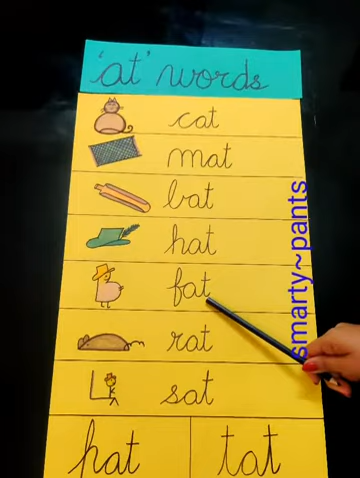 'at' words
cat
mat
bat
hat
fat
rat
sat
hat tat
smarty~pants